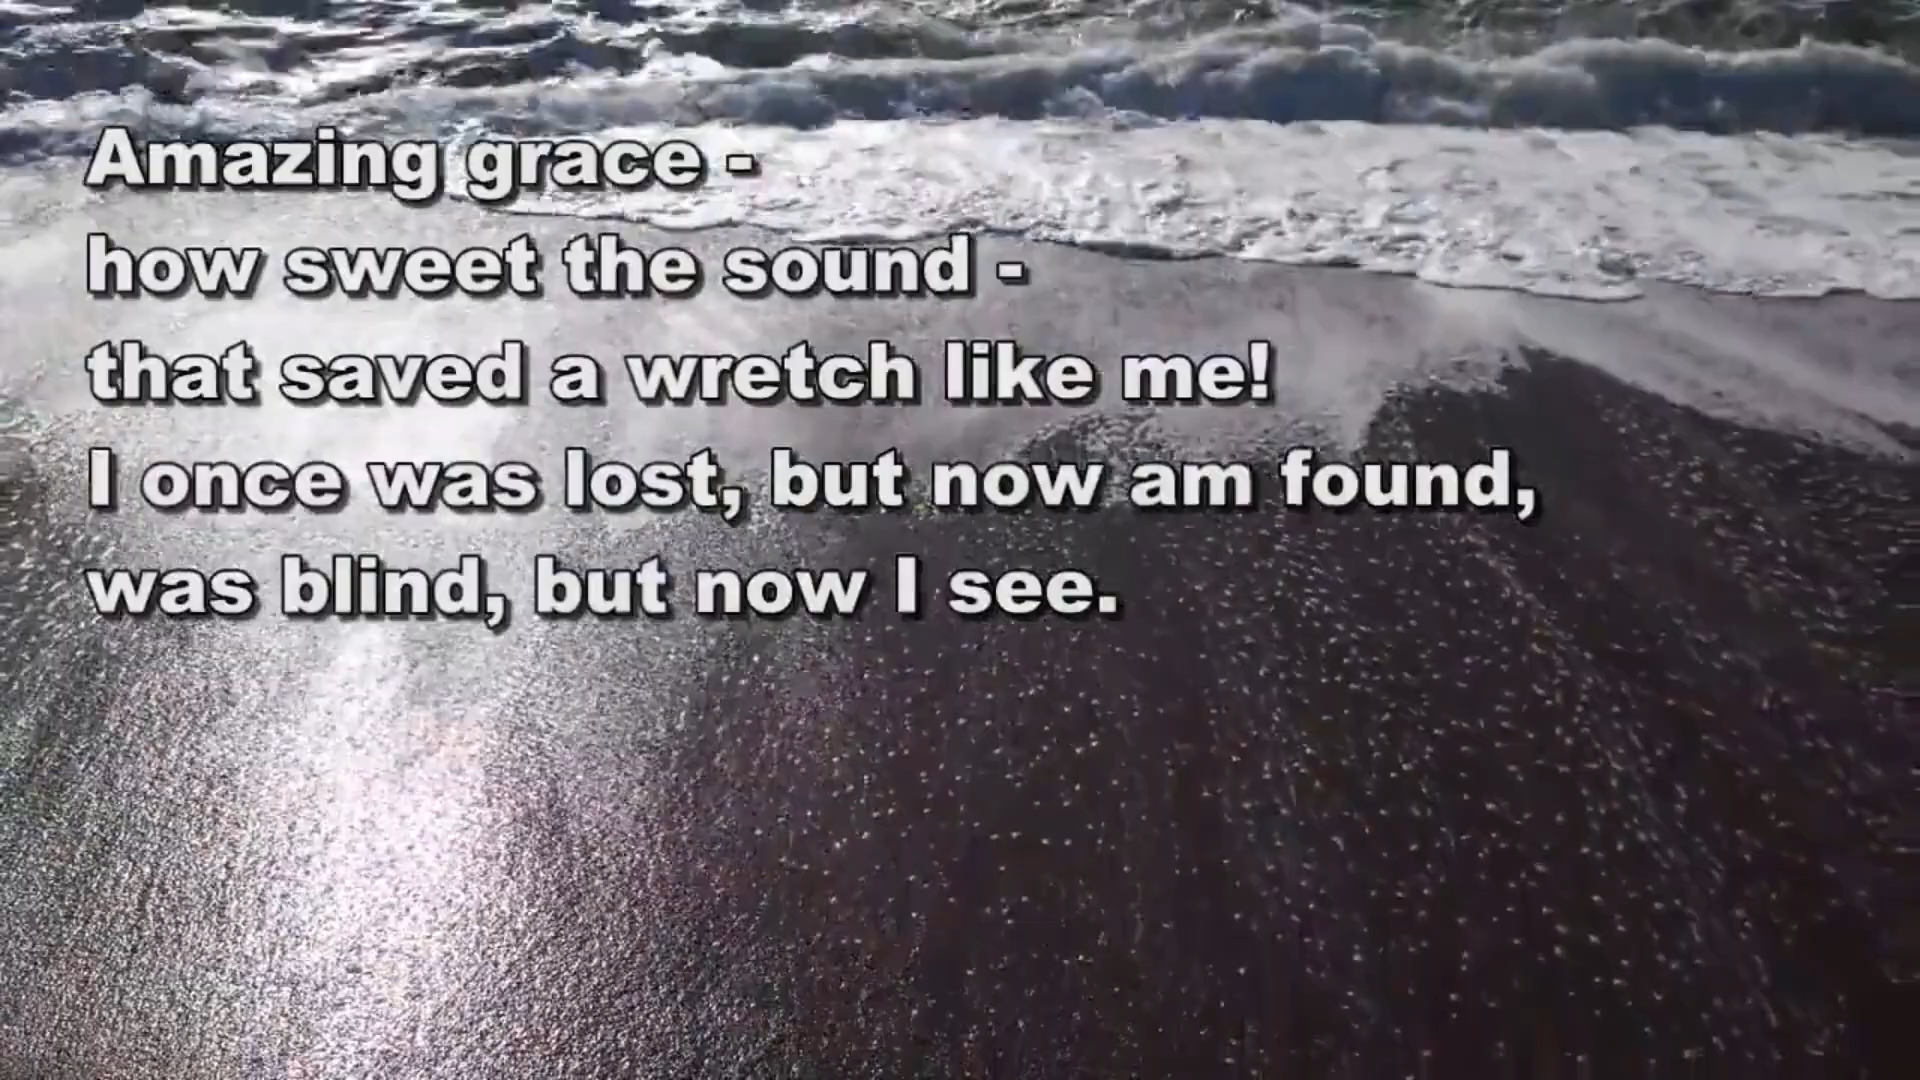 Amazing grace -
how sweet the sound -
that saved a wretch like me!
I once was lost, but now am found,
was blind, but now I see.